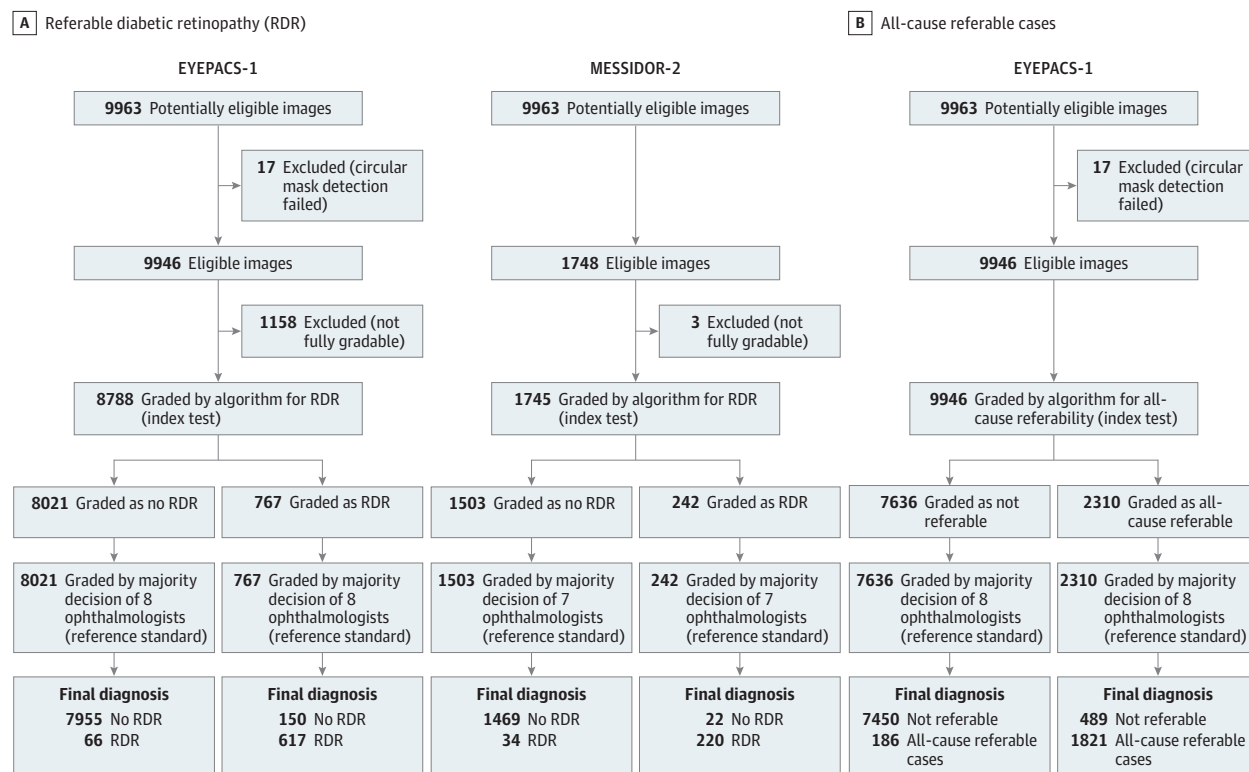 A Referable diabetic retinopathy (RDR)
EYEPACS-1
9963 Potentially eligible images
17 Excluded (circular
mask detection
failed)
9946 Eligible images
1158 Excluded (not
fully gradable)
8788 Graded by algorithm for RDR
(index test)
8021 Graded as no RDR
767 Graded as RDR
8021 Graded by majority
decision of 8
ophthalmologists
(reference standard)
767 Graded by majority
decision of 8
ophthalmologists
(reference standard)
Final diagnosis
7955 No RDR
66 RDR
Final diagnosis
150 No RDR
617 RDR
MESSIDOR-2
9963 Potentially eligible images
1748 Eligible images
3 Excluded (not
fully gradable)
1745 Graded by algorithm for RDR
(index test)
1503 Graded as no RDR
242 Graded as RDR
1503 Graded by majority
decision of 7
ophthalmologists
(reference standard)
242 Graded by majority
decision of 7
ophthalmologists
(reference standard)
Final diagnosis
1469 No RDR
34 RDR
Final diagnosis
22 No RDR
220 RDR
B All-cause referable cases
EYEPACS-1
9963 Potentially eligible images
17 Excluded (circular
mask detection
failed)
9946 Eligible images
9946 Graded by algorithm for all-
cause referability (index test)
7636 Graded as not
referable
2310 Graded as all-
cause referable
7636 Graded by majority
decision of 8
ophthalmologists
(reference standard)
2310 Graded by majority
decision of 8
ophthalmologists
(reference standard)
Final diagnosis
7450 Not referable
186 All-cause referable
cases
Final diagnosis
489 Not referable
1821 All-cause referable
cases